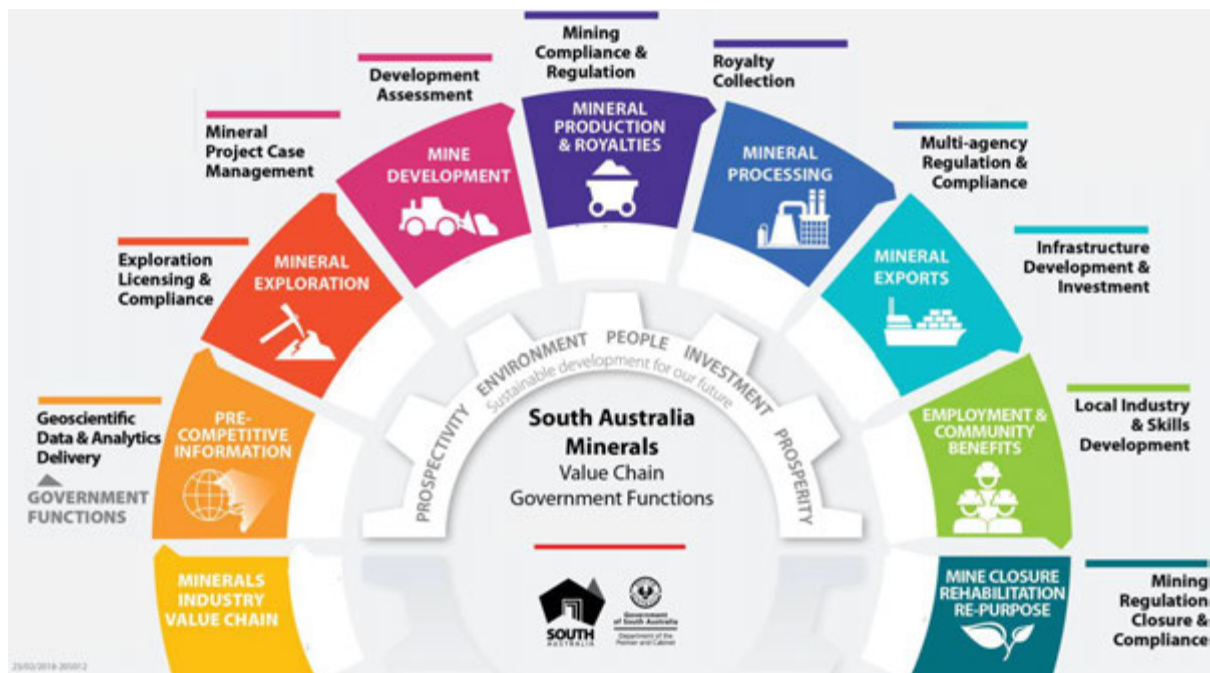 Mining
Compliance &
Regulation
Royalty
Collection
Development
Assessment
Mineral
Project Case
Management
Multi-agency
Regulation &
Compliance
Exploration
Licensing &
Compliance
Infrastructure
Development &
Investment
Geoscientific
Data & Analytics
Delivery
GOVERNMENT
FUNCTIONS
Local Industry
& Skills
Development
Mining
Regulation
Closure &
Compliance
MINERALS
INDUSTRY
VALUE CHAIN
PRE-
COMPETITIVE
INFORMATION
MINERAL
EXPLORATION
MINE
DEVELOPMENT
MINERAL
PRODUCTION
& ROYALTIES
MINERAL
PROCESSING
MINERAL
EXPORTS
EMPLOYMENT &
COMMUNITY
BENEFITS
MINE CLOSURE
REHABILITATION
RE-PURPOSE
PROSPECTIVITY ENVIRONMENT PEOPLE INVESTMENT PROSPERITY
Sustainable development for our future
South Australia
Minerals
Value Chain
Government Functions
SOUTH
AUSTRALIA
Government
of South Australia
Department of the
Premier and Cabinet